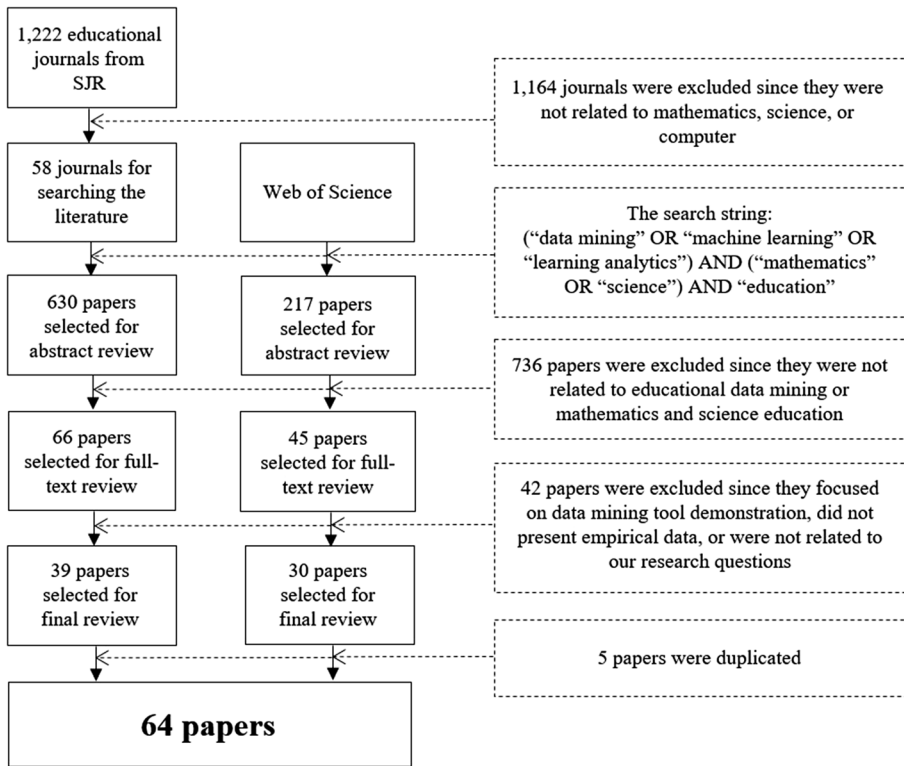 1,222 educational
journals from
SJR
1,164 journals were excluded since they were
not related to mathematics, science, or
computer
58 journals for
searching the
literature
Web of Science
The search string:
(“data mining” OR “machine learning” OR
“learning analytics”) AND (“mathematics”
OR “science”) AND “education”
630 papers
selected for
abstract review
217 papers
selected for
abstract review
736 papers were excluded since they were not
related to educational data mining or
mathematics and science education
66 papers
selected for full-
text review
45 papers
selected for full-
text review
42 papers were excluded since they focused
on data mining tool demonstration, did not
present empirical data, or were not related to
our research questions
39 papers
selected for
final review
30 papers
selected for
final review
5 papers were duplicated
64 papers